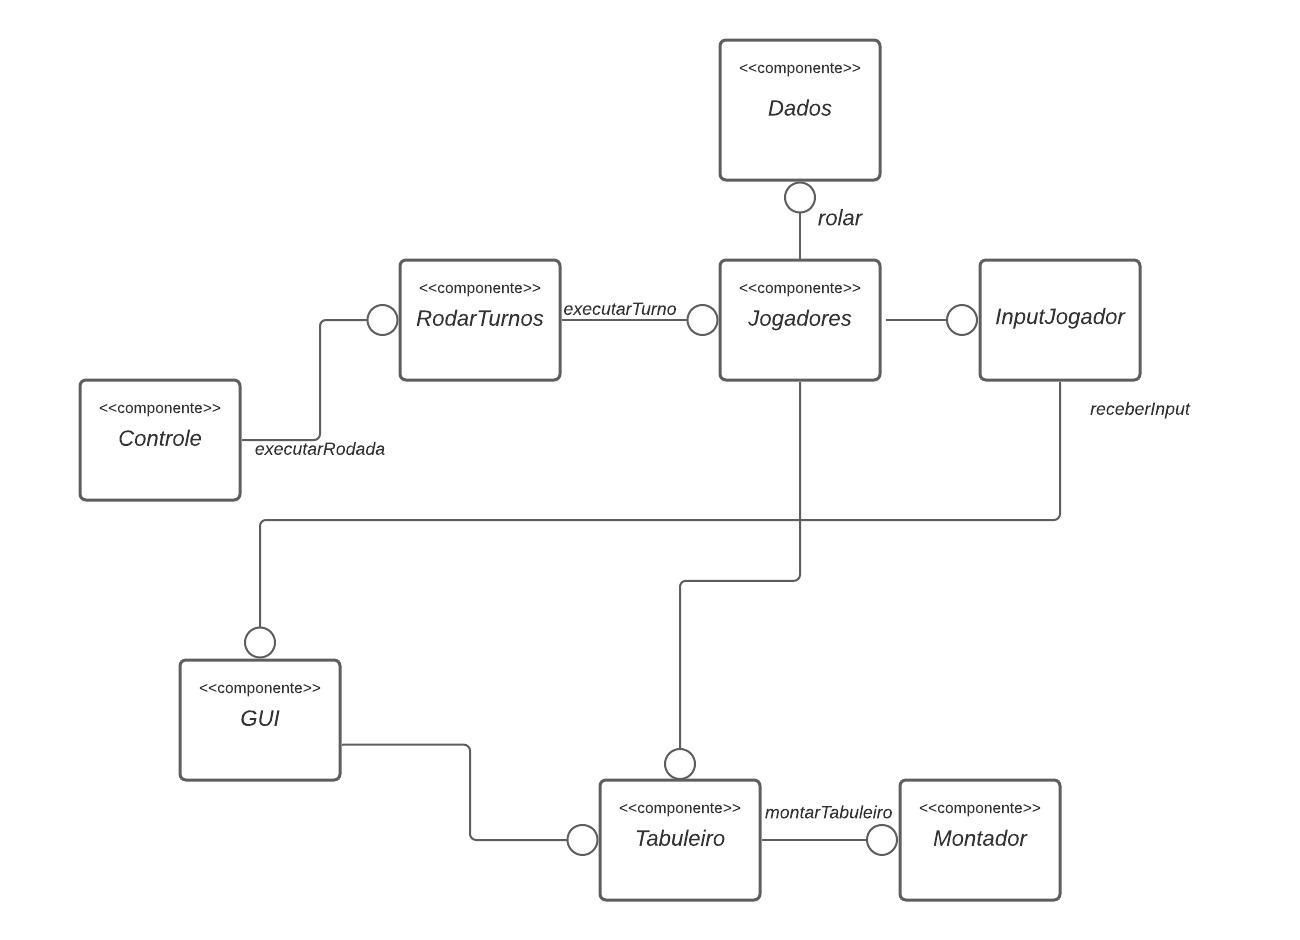 <<componente>>
Dados
rolar
<<componente>>
RodarTurnos
executarTurno
<<componente>>
Jogadores
InputJogador
<<componente>>
Controle
executarRodada
receberInput
<<componente>>
GUI
<<componente>>
Tabuleiro
montarTabuleiro
<<componente>>
Montador